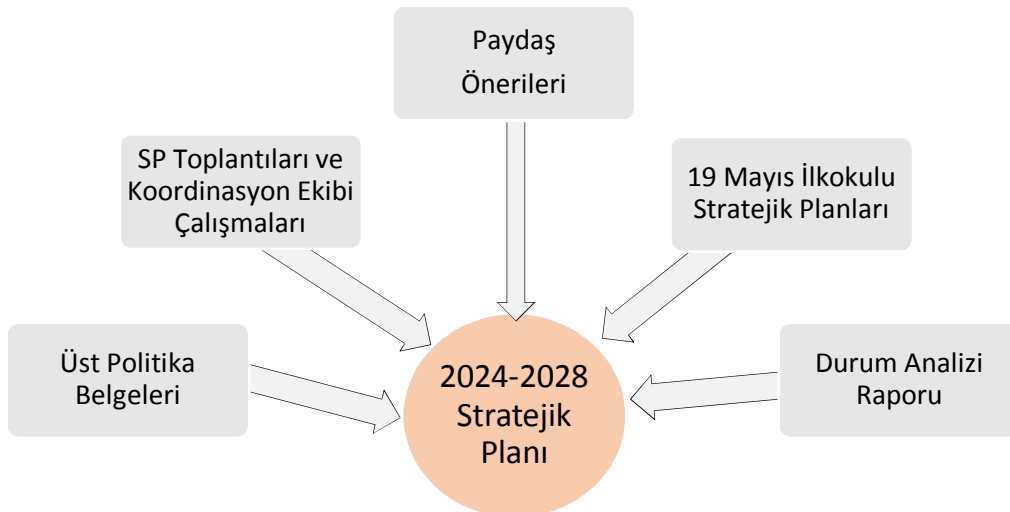 Paydaş
Önerileri
SP Toplantıları ve
Koordinasyon Ekibi
Çalışmaları
19 Mayıs İlkokulu
Stratejik Planları
Üst Politika
Belgeleri
Durum Analizi
Raporu
2024-2028
Stratejik
Planı